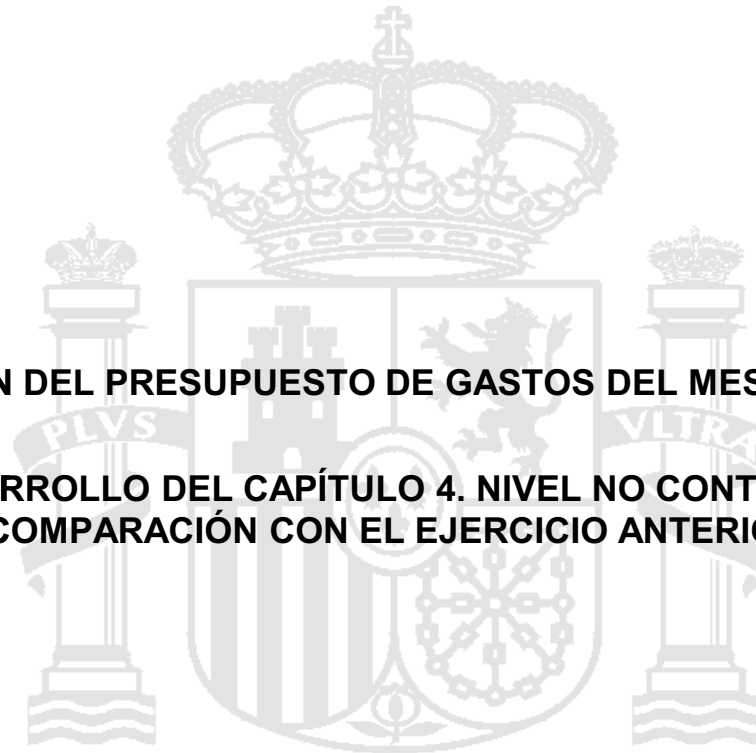 N DEL PRESUPUESTO DE GASTOS DEL MES
PLVS
VLTRA
RROLLO DEL CAPÍTULO 4. NIVEL NO CONT
COMPARACIÓN CON EL EJERCICIO ANTERIO